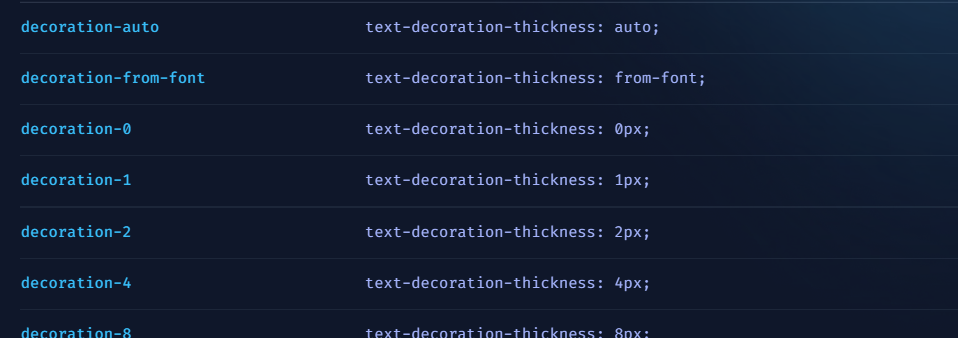 decoration-auto text-decoration-thickness: auto;
decoration-from-font text-decoration-thickness: from-font;
decoration-0 text-decoration-thickness: 0px;
decoration-1 text-decoration-thickness: 1px;
decoration-2 text-decoration-thickness: 2px;
decoration-4 text-decoration-thickness: 4px;
decoration-8 text-decoration-thickness: 8px;